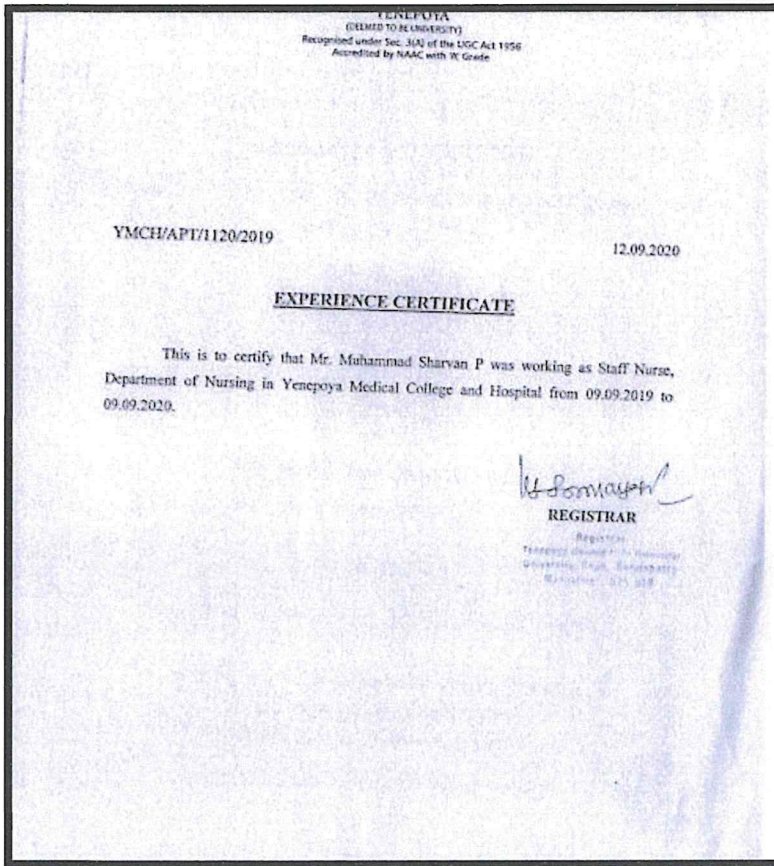 YENEPOYA
(DEEMED TO BE UNIVERSITY)
Recognised under Sec. 3(A) of the UGC Act 1956
Accredited by NAAC with 'A' Grade
YMCH/APT/1120/2019
12.09.2020
EXPERIENCE CERTIFICATE
This is to certify that Mr. Muhammad Sharvan P was working as Staff Nurse,
Department of Nursing in Yenepoya Medical College and Hospital from 09.09.2019 to
09.09.2020.
REGISTRAR
Registrar
University Road, Deralakatte